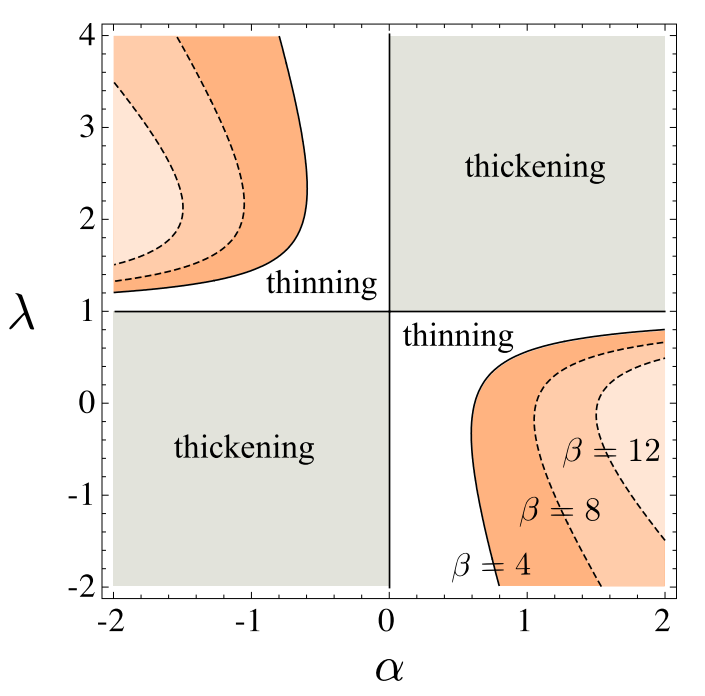 4
3
thickening
2
thinning
λ
1
thinning
0
thickening
β = 12
-1
β = 8
β = 4
-2
-2 -1 0 1 2
α